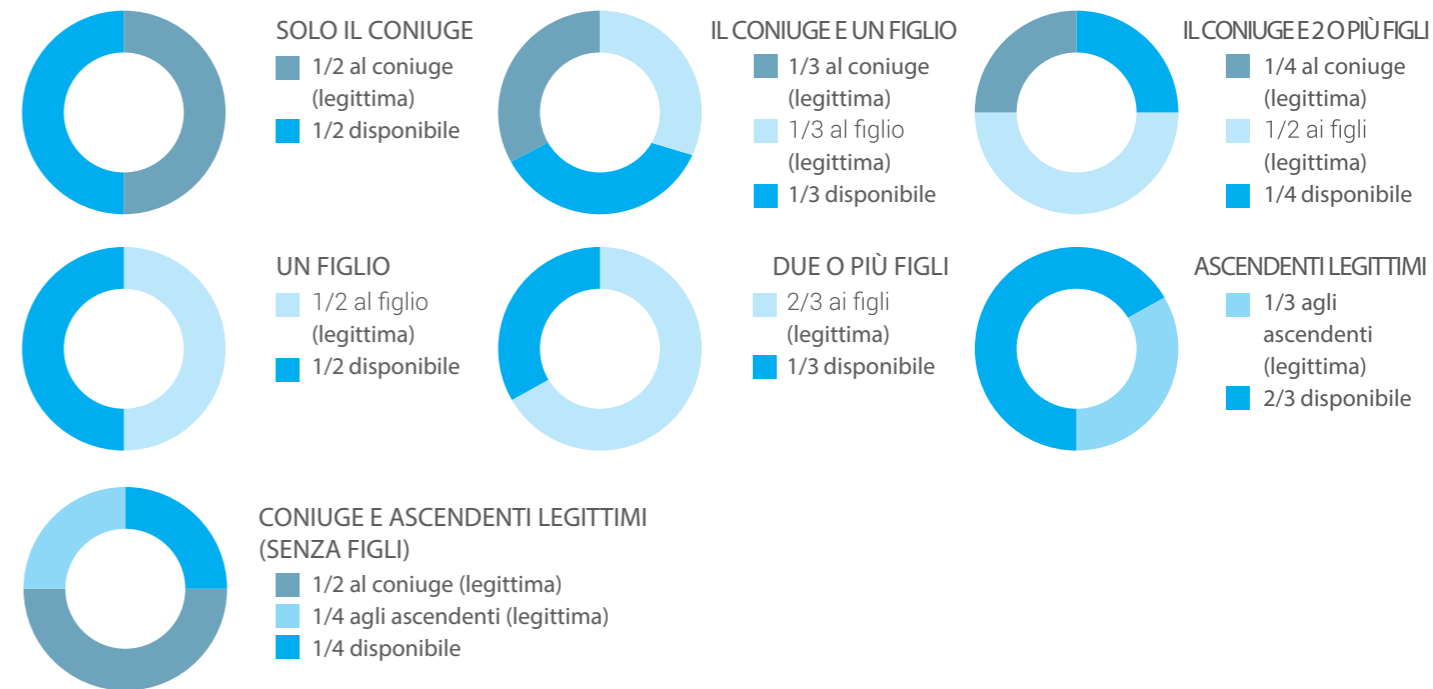 SOLO IL CONIUGE
1/2 al coniuge
(legittima)
1/2 disponibile
IL CONIUGE E UN FIGLIO
1/3 al coniuge
(legittima)
1/3 al figlio
(legittima)
1/3 disponibile
IL CONIUGE E 2 O PIÙ FIGLI
1/4 al coniuge
(legittima)
1/2 ai figli
(legittima)
1/4 disponibile
UN FIGLIO
1/2 al figlio
(legittima)
1/2 disponibile
DUE O PIÙ FIGLI
2/3 ai figli
(legittima)
1/3 disponibile
ASCENDENTI LEGITTIMI
1/3 agli
ascendenti
(legittima)
2/3 disponibile
CONIUGE E ASCENDENTI LEGITTIMI
(SENZA FIGLI)
1/2 al coniuge (legittima)
1/4 agli ascendenti (legittima)
1/4 disponibile